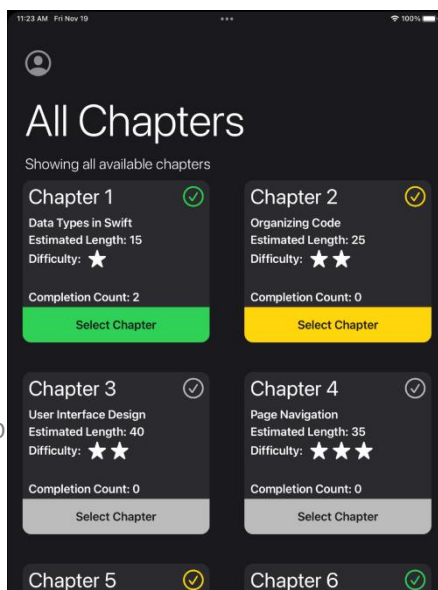 11:23 AM Fri Nov 19
100%
All Chapters
Showing all available chapters
Chapter 1
Data Types in Swift
Estimated Length: 15
Difficulty:
Completion Count: 2
Select Chapter
Chapter 2
Organizing Code
Estimated Length: 25
Difficulty:
Completion Count: 0
Select Chapter
Chapter 3
User Interface Design
Estimated Length: 40
Difficulty:
Completion Count: 0
Select Chapter
Chapter 4
Page Navigation
Estimated Length: 35
Difficulty:
Completion Count: 0
Select Chapter
Chapter 5
Chapter 6